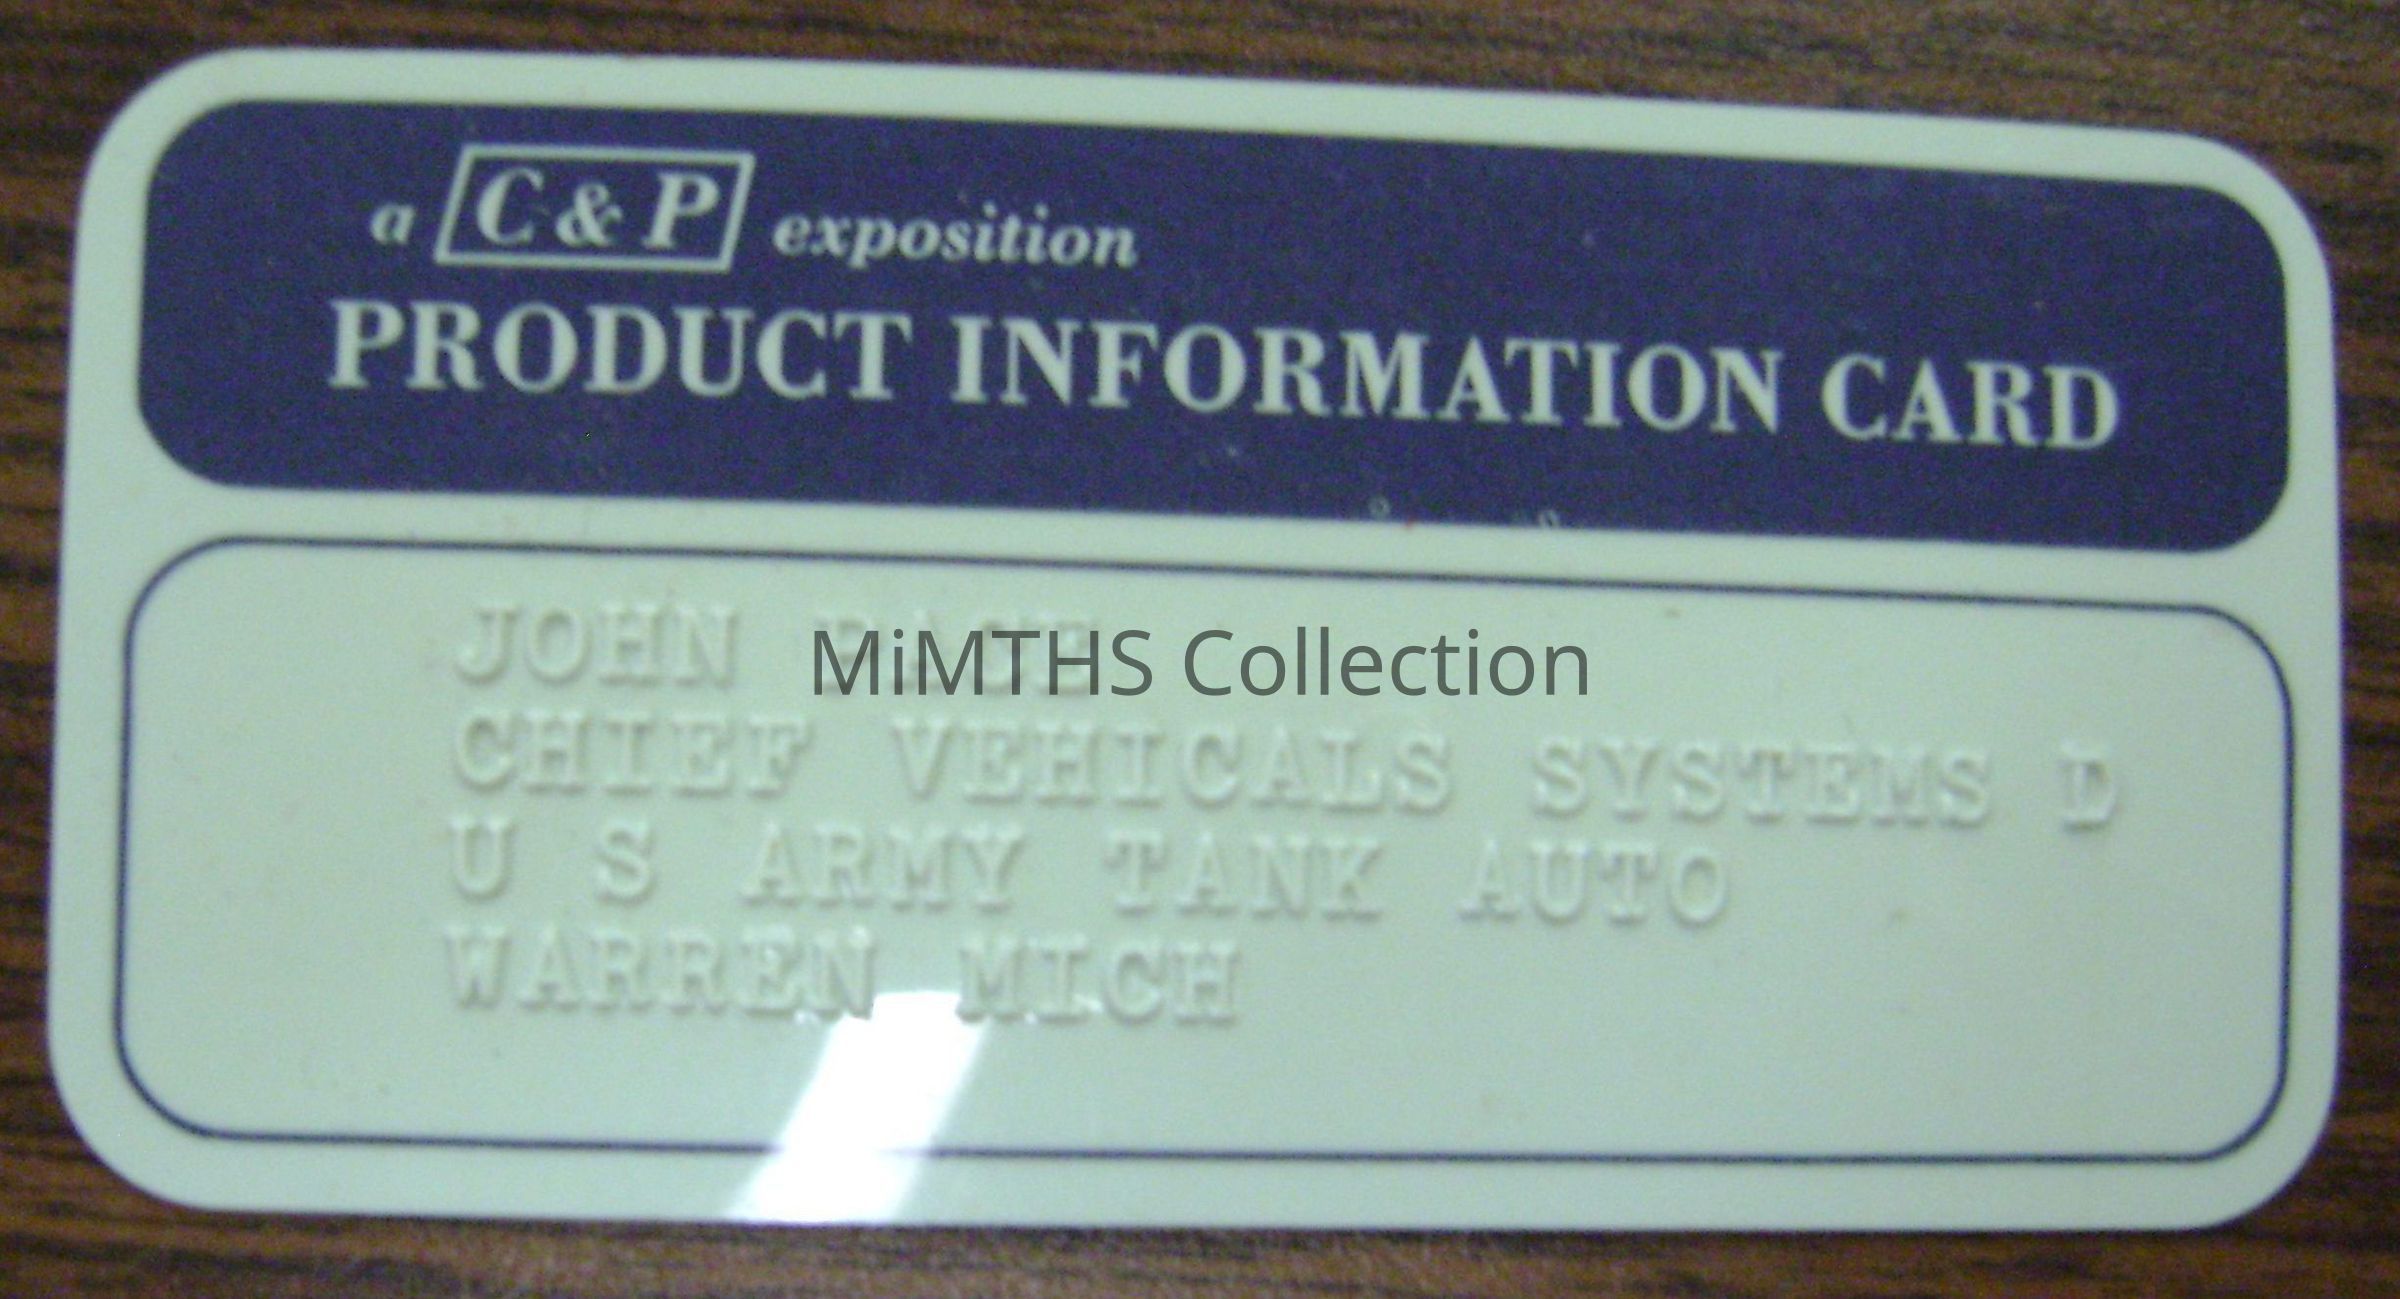 a C & P exposition
PRODUCT INFORMATION CARD
JOHN
MiMTHS Collection
CHIEF VEHICALS SYSTEMS D
U S ARMY TANK AUTO
WARREN MICH